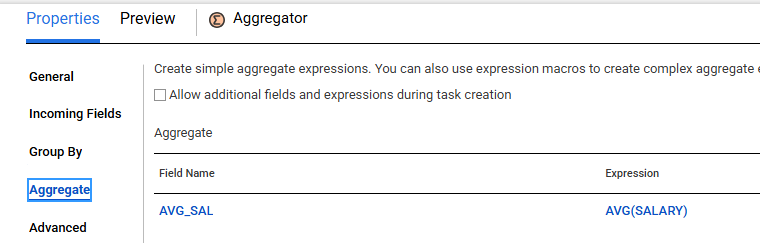 Properties Preview Aggregator
General
Incoming Fields
Group By
Aggregate
Advanced
Create simple aggregate expressions. You can also use expression macros to create complex aggregate
Allow additional fields and expressions during task creation
Aggregate
Field Name Expression
AVG_SAL AVG(SALARY)